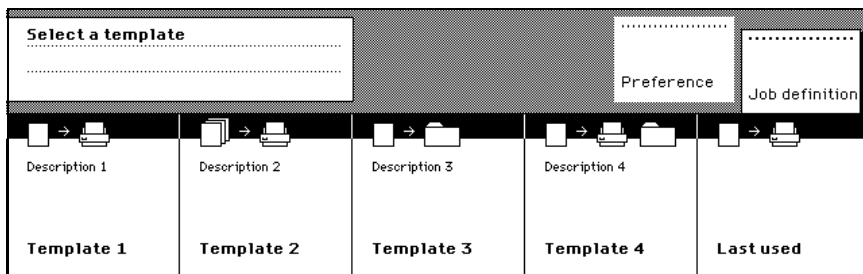 Select a template
Preference
Job definition
Description 1
Description 2
Description 3
Description 4
Template 1
Template 2
Template 3
Template 4
Last used